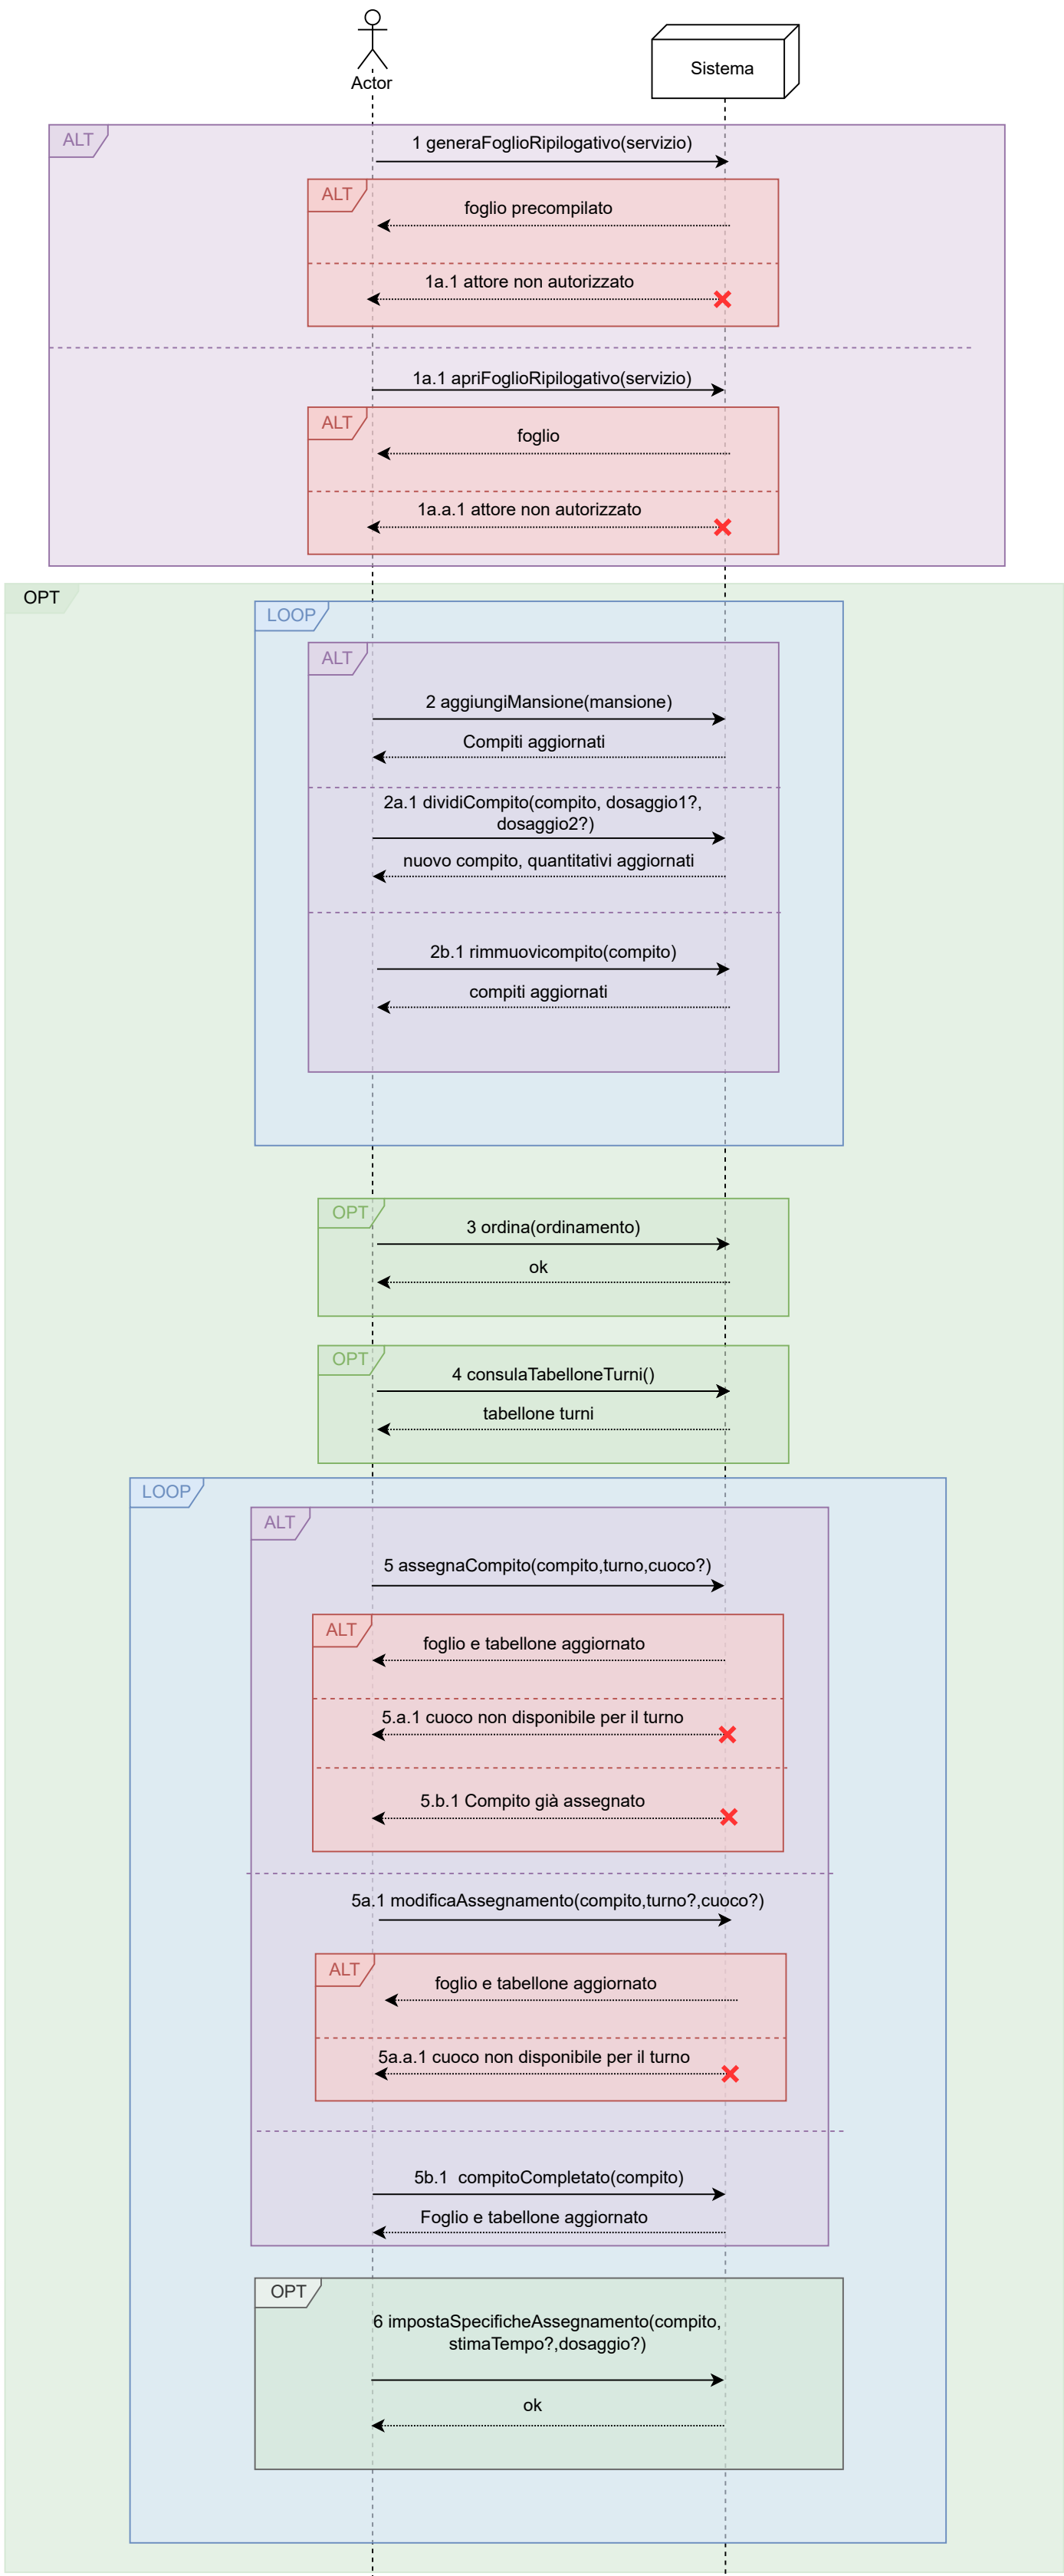 Actor
Sistema
ALT
1 generaFoglioRipilogativo(servizio)
ALT
foglio precompilato
1a.1 attore non autorizzato
1a.1 apriFoglioRipilogativo(servizio)
ALT
foglio
1a.a.1 attore non autorizzato
OPT
LOOP
ALT
2 aggiungiMansione(mansione)
Compiti aggiornati
2a.1 dividiCompito(compito, dosaggio1?,
dosaggio2?)
nuovo compito, quantitativi aggiornati
2b.1 rimmuovicompito(compito)
compiti aggiornati
OPT
3 ordina(ordinamento)
ok
OPT
4 consulaTabelloneTurni()
tabellone turni
LOOP
ALT
5 assegnaCompito(compito,turno,cuoco?)
ALT
foglio e tabellone aggiornato
5.a.1 cuoco non disponibile per il turno
5.b.1 Compito già assegnato
5a.1 modificaAssegnamento(compito,turno?,cuoco?)
ALT
foglio e tabellone aggiornato
5a.a.1 cuoco non disponibile per il turno
5b.1  compitoCompletato(compito)
Foglio e tabellone aggiornato
OPT
6 impostaSpecificheAssegnamento(compito,
stimaTempo?,dosaggio?)
ok